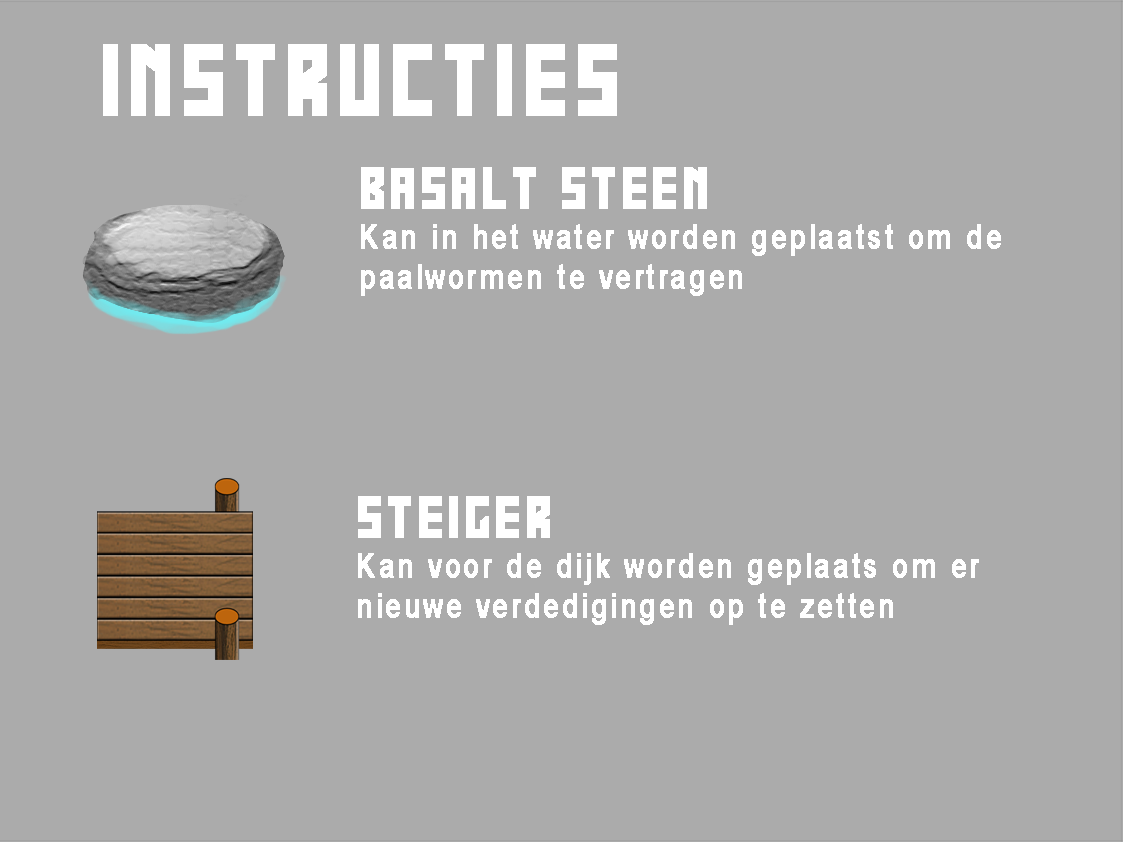 INSTRUCTIES
BASALT STEEN
Kan in het water worden geplaatst om de
paalwormen te vertragen
STEIGER
Kan voor de dijk worden geplaats om er
nieuwe verdedigingen op te zetten